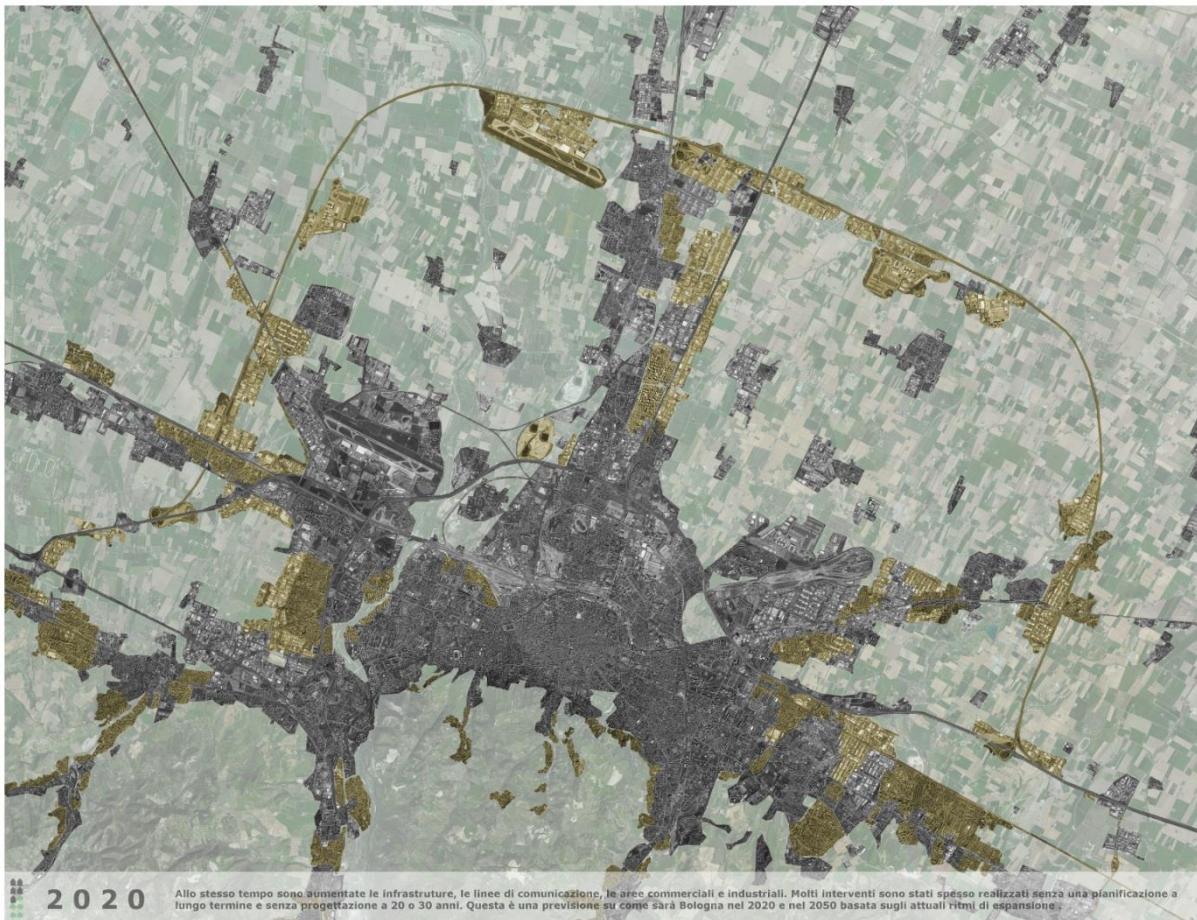 2020
Allo stesso tempo sono aumentate le infrastruture, le linee di comunicazione, le aree commerciali e industriali. Molti interventi sono stati spesso realizzati senza una pianificazione a
lungo termine e senza progettazione a 20 o 30 anni. Questa è una previsione su come sarà Bologna nel 2020 e nel 2050 basata sugli attuali ritmi di espansione .